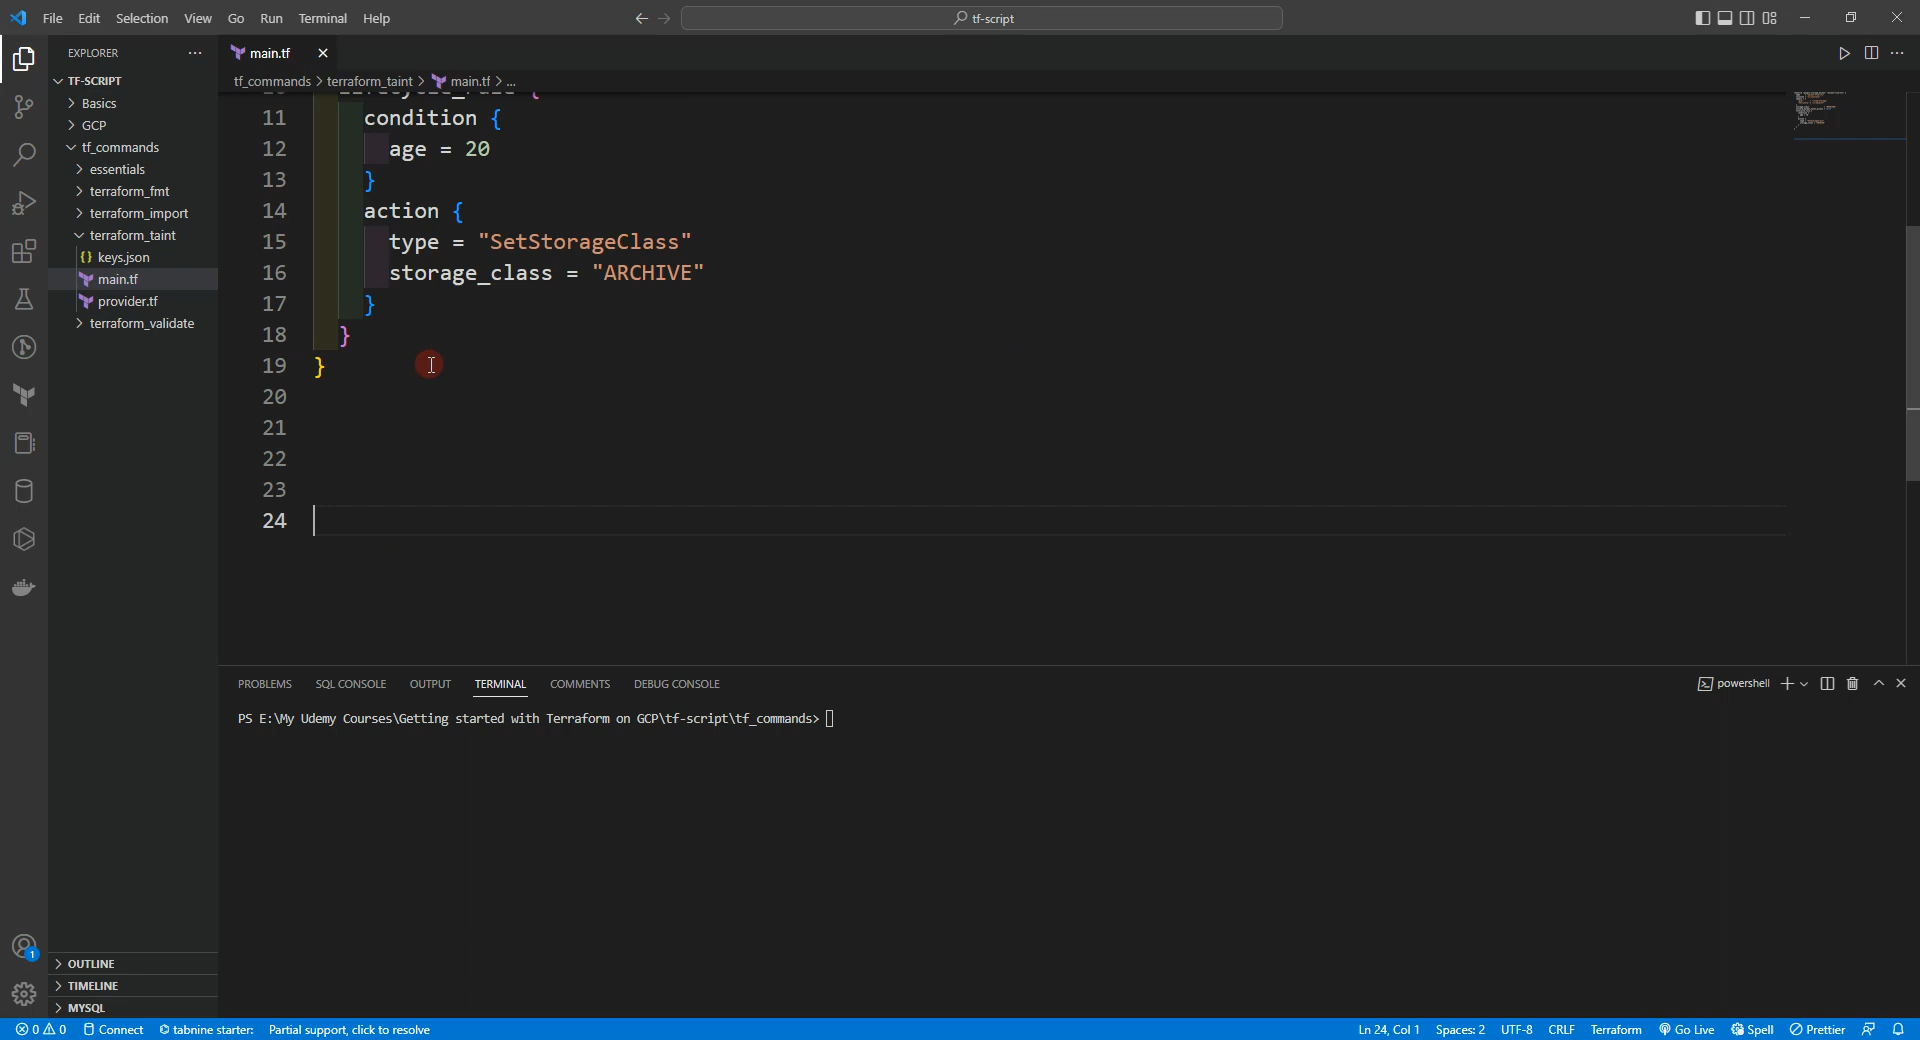 File Edit Selection View Go Run Terminal Help
tf-script
EXPLORER
main.tf
TF-SCRIPT
tf_commands > terraform_taint > main.tf > ...
Basics
GCP
tf_commands
essentials
terraform_fmt
terraform_import
terraform_taint
keys.json
main.tf
provider.tf
terraform_validate
11 condition {
12 age = 20
13 }
14 action {
15 type = "SetStorageClass"
16 storage_class = "ARCHIVE"
17 }
18 }
19 }
20
21
22
23
24
PROBLEMS SQL CONSOLE OUTPUT TERMINAL COMMENTS DEBUG CONSOLE
powershell
PS E:\My Udemy Courses\Getting started with Terraform on GCP\tf-script\tf_commands>
OUTLINE
TIMELINE
MYSQL
1
0 0 Connect tabnine starter: Partial support, click to resolve
Ln 24, Col 1 Spaces: 2 UTF-8 CRLF Terraform Go Live Spell Prettier